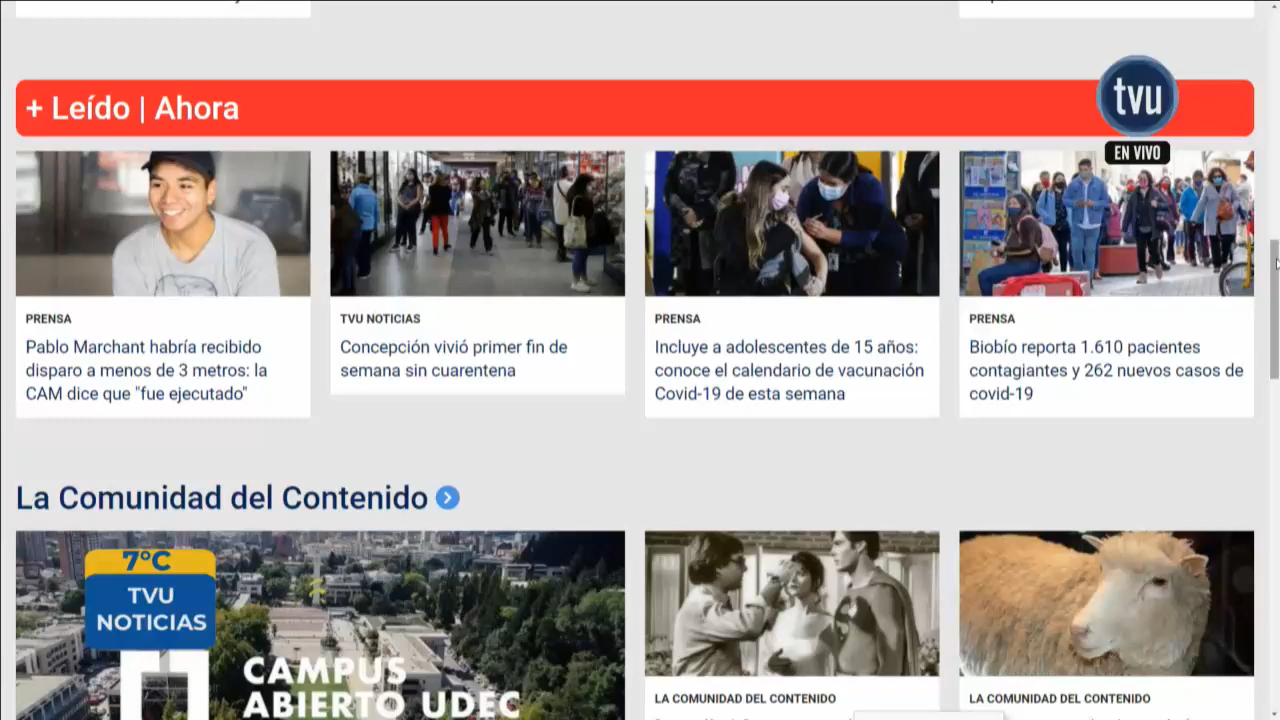 + Leído | Ahora
tvu
EN VIVO
PRENSA
Pablo Marchant habría recibido
disparo a menos de 3 metros: la
CAM dice que "fue ejecutado"
TVU NOTICIAS
Concepción vivió primer fin de
semana sin cuarentena
PRENSA
Incluye a adolescentes de 15 años:
conoce el calendario de vacunación
Covid-19 de esta semana
PRENSA
Biobío reporta 1.610 pacientes
contagiantes y 262 nuevos casos de
covid-19
La Comunidad del Contenido
7°C
TVU
NOTICIAS
CAMPUS
ABIERTO UDEC
LA COMUNIDAD DEL CONTENIDO
LA COMUNIDAD DEL CONTENIDO